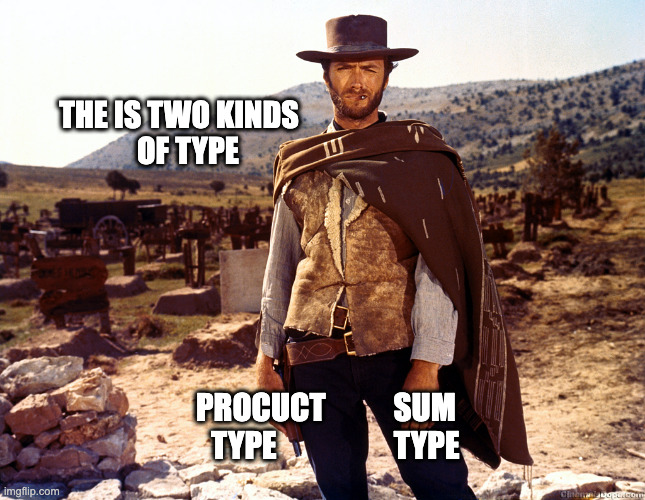 THE IS TWO KINDS
OF TYPE
PROCUCT
TYPE
SUM
TYPE
imgflip.com